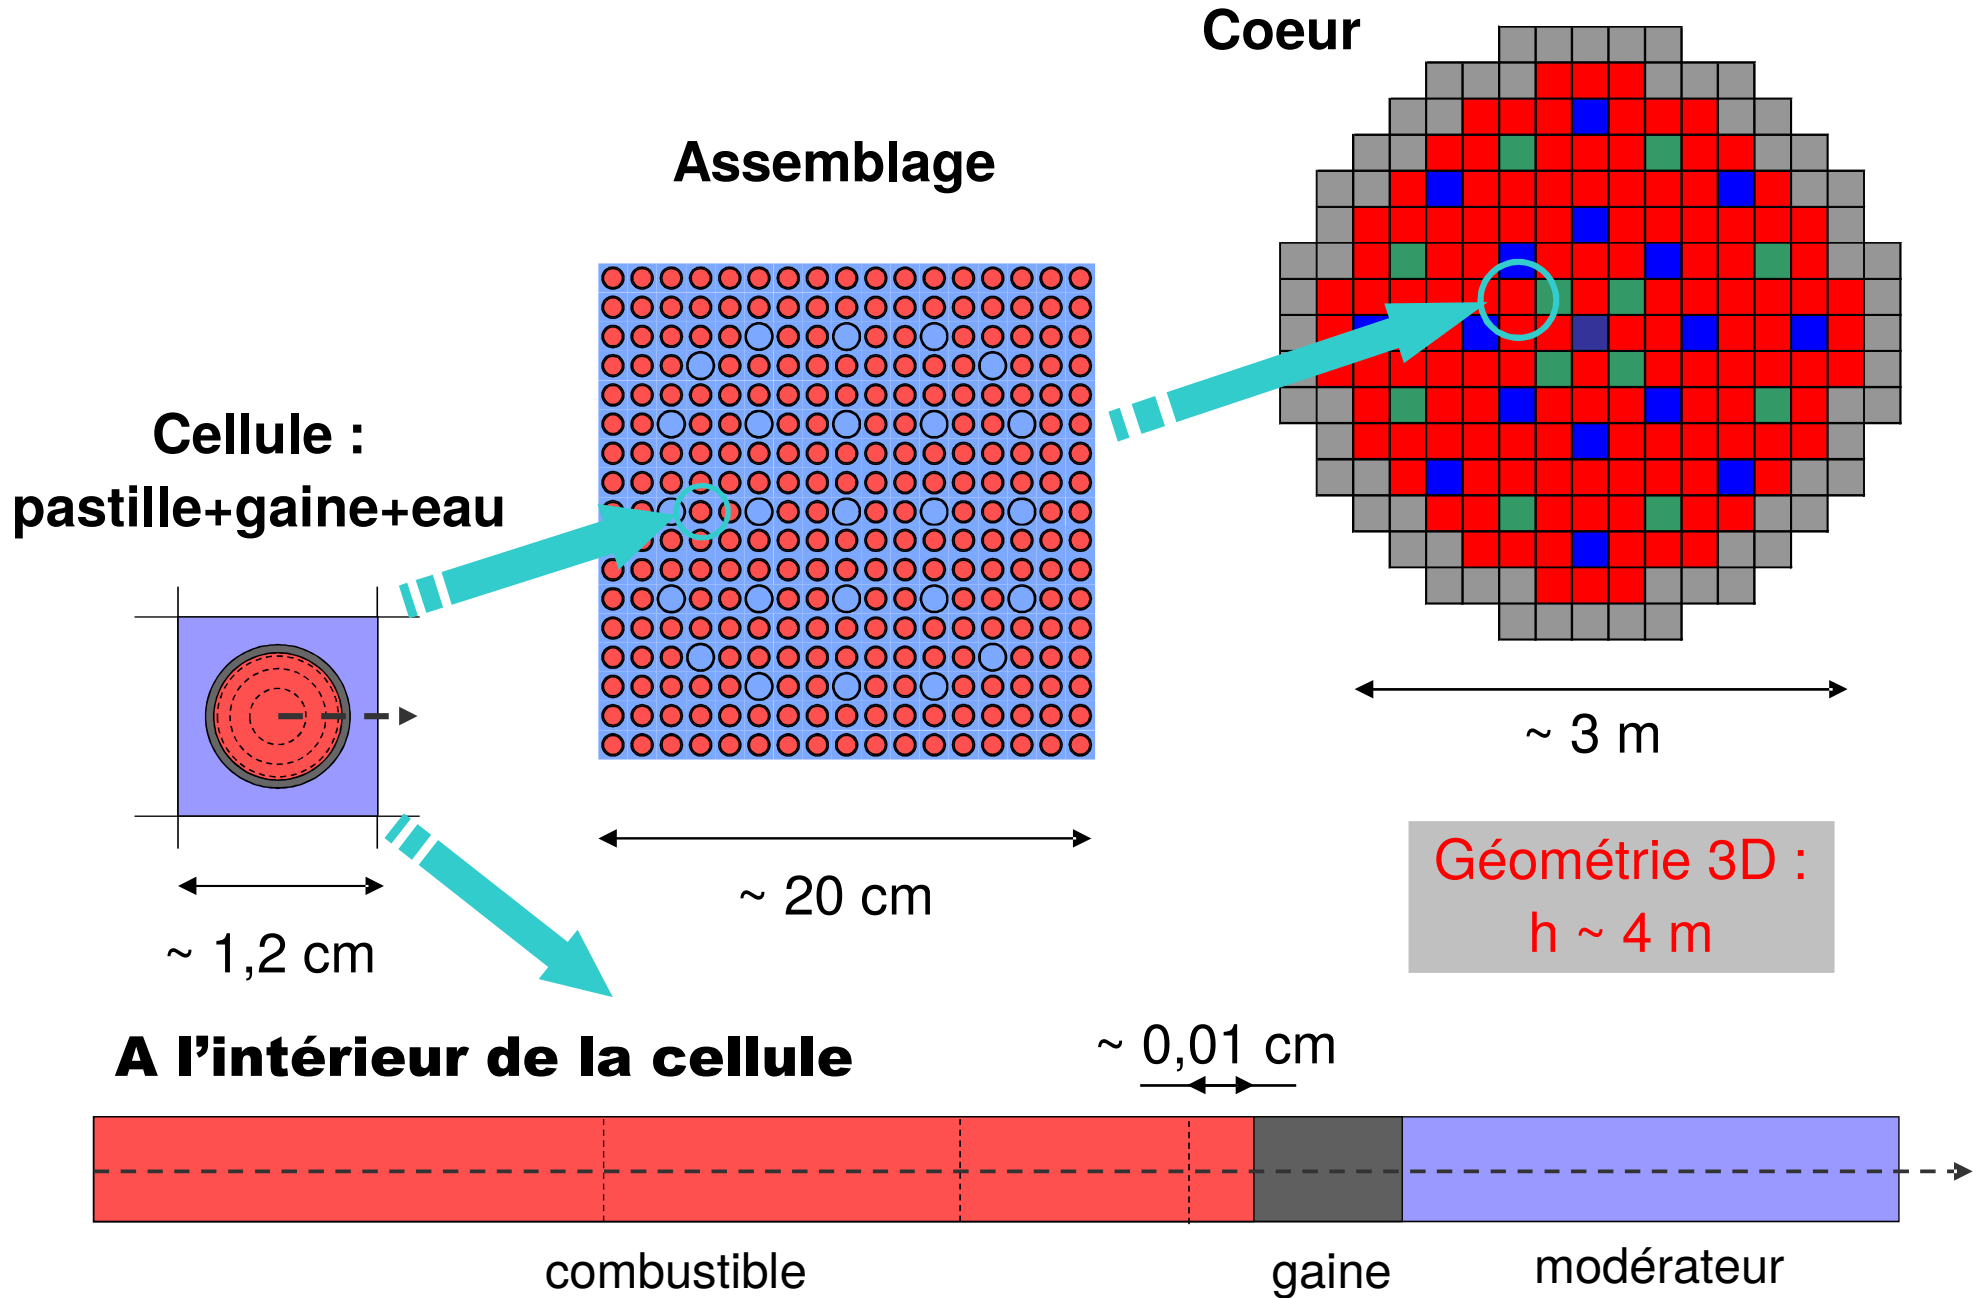 Coeur
Assemblage
Cellule :
pastille+gaine+eau
~ 3 m
~ 20 cm
~ 1,2 cm
Géométrie 3D :
h ~ 4 m
A l’intérieur de la cellule
~ 0,01 cm
combustible
gaine
modérateur